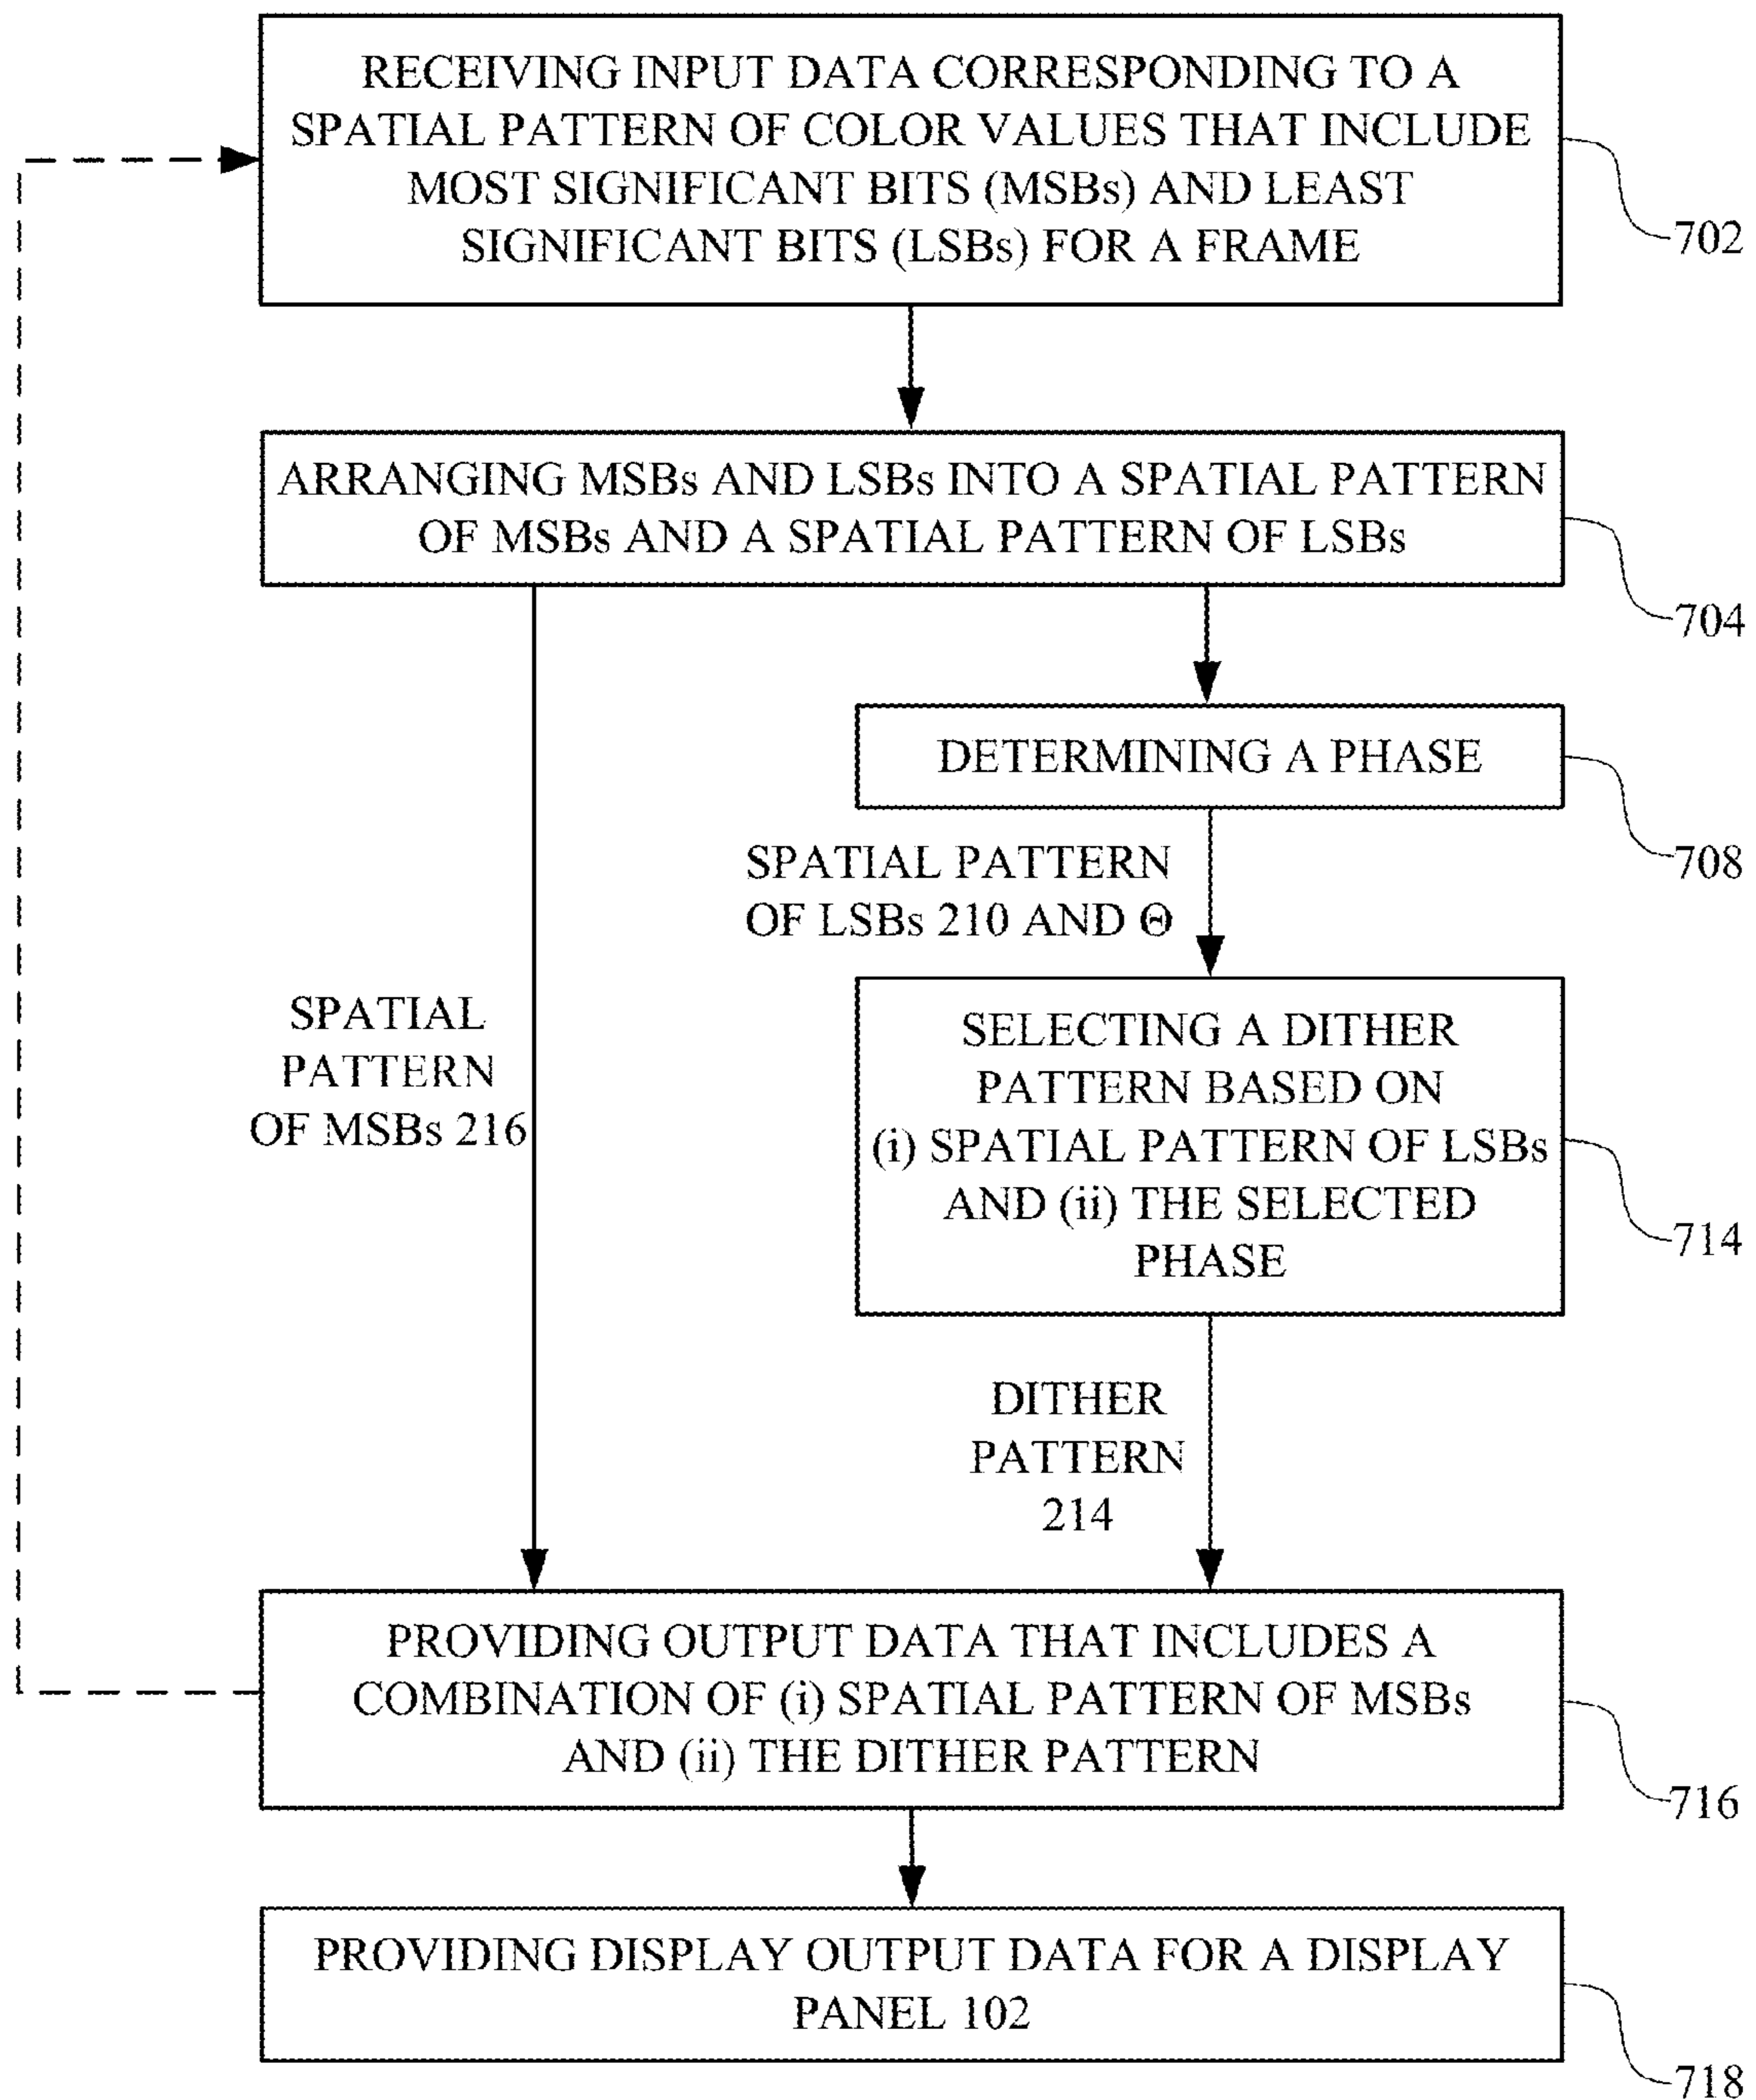 RECEIVING INPUT DATA CORRESPONDING TO A
SPATIAL PATTERN OF COLOR VALUES THAT INCLUDE
MOST SIGNIFICANT BITS (MSBs) AND LEAST
SIGNIFICANT BITS (LSBs) FOR A FRAME
702
ARRANGING MSBs AND LSBs INTO A SPATIAL PATTERN
OF MSBs AND A SPATIAL PATTERN OF LSBs
704
DETERMINING A PHASE
708
SPATIAL PATTERN
OF LSBs 210 AND Θ
SPATIAL
PATTERN
OF MSBs 216
SELECTING A DITHER
PATTERN BASED ON
(i) SPATIAL PATTERN OF LSBs
AND (ii) THE SELECTED
PHASE
714
DITHER
PATTERN
214
PROVIDING OUTPUT DATA THAT INCLUDES A
COMBINATION OF (i) SPATIAL PATTERN OF MSBs
AND (ii) THE DITHER PATTERN
716
PROVIDING DISPLAY OUTPUT DATA FOR A DISPLAY
PANEL 102
718